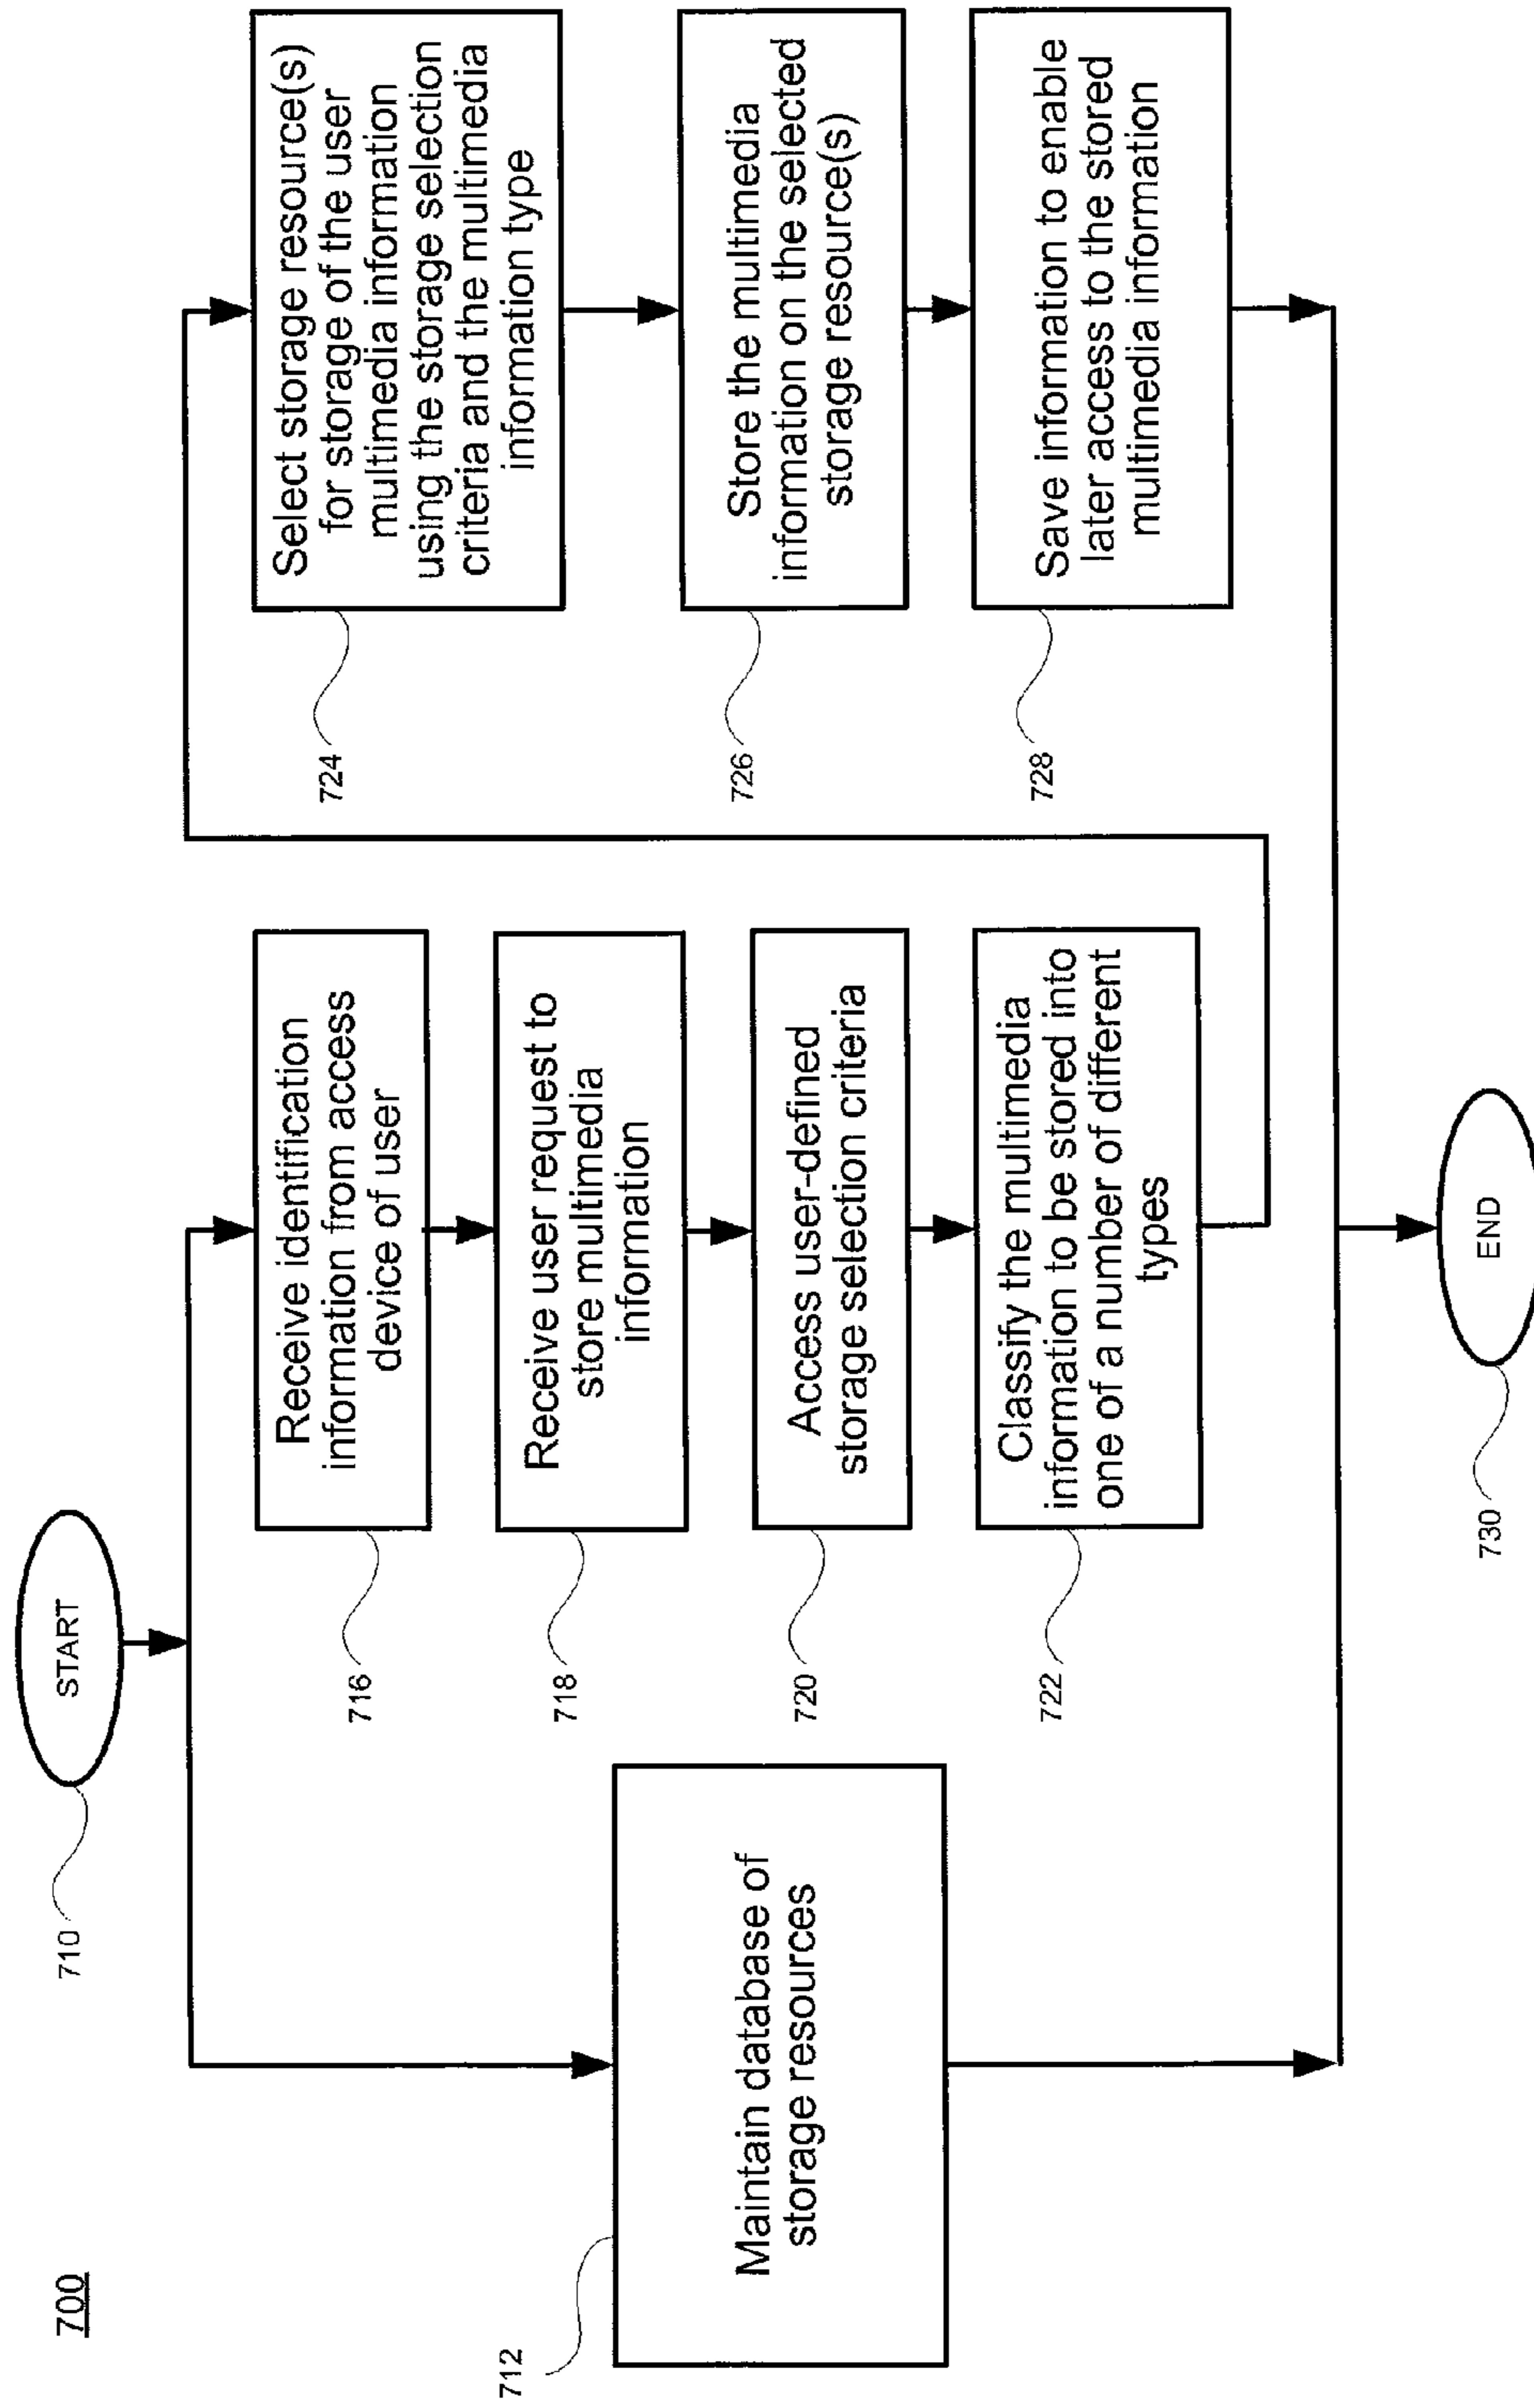 700
START
710
Maintain database of
storage resources
712
Receive identification
information from access
device of user
716
Receive user request to
store multimedia
information
718
Access user-defined
storage selection criteria
720
Classify the multimedia
information to be stored into
one of a number of different
types
722
Select storage resource(s)
for storage of the user
multimedia information
using the storage selection
criteria and the multimedia
information type
724
Store the multimedia
information on the selected
storage resource(s)
726
Save information to enable
later access to the stored
multimedia information
728
END
730